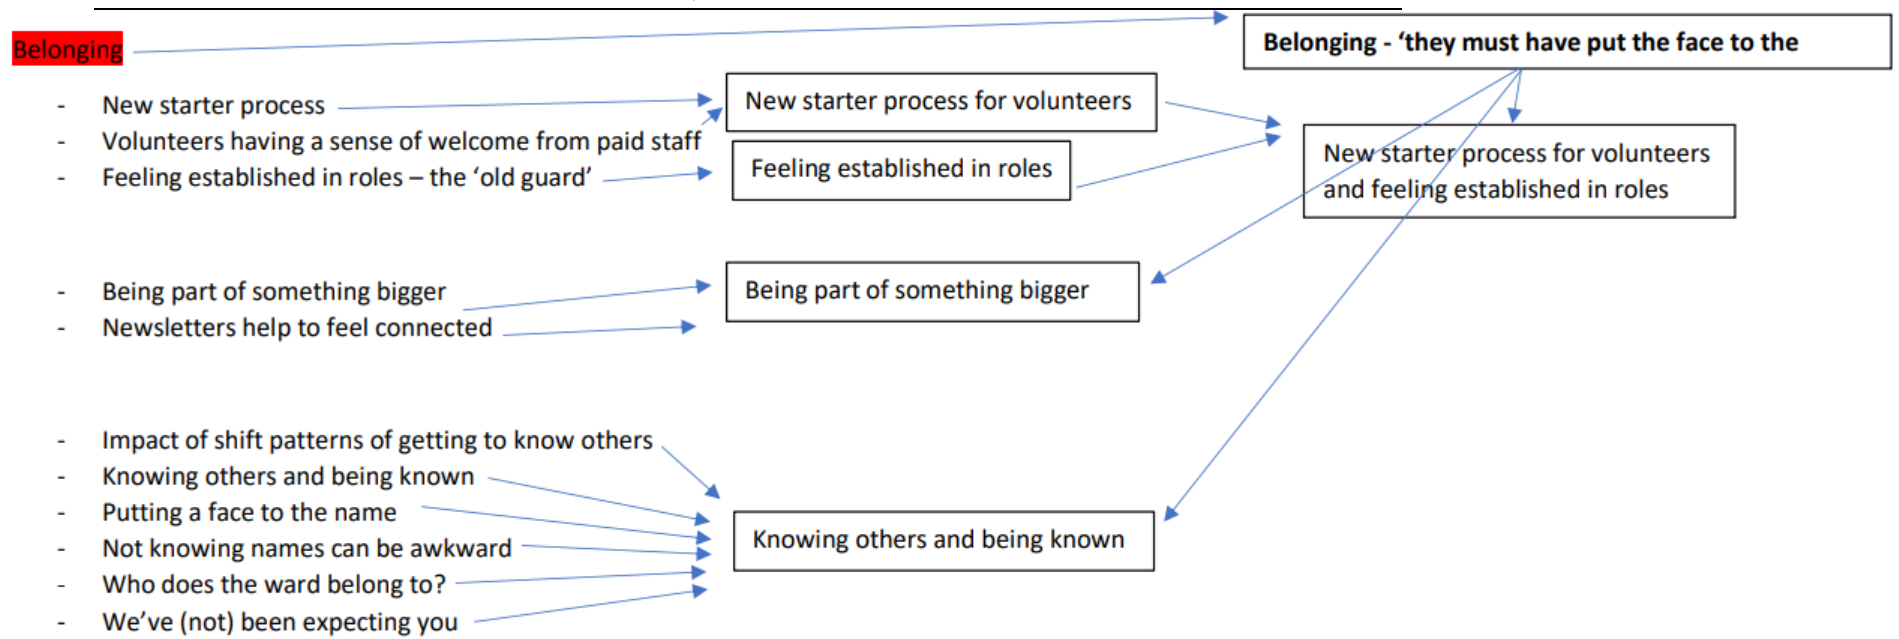 Belonging
Belonging - ‘they must have put the face to the
- New starter process
- Volunteers having a sense of welcome from paid staff
- Feeling established in roles – the ‘old guard’
New starter process for volunteers
Feeling established in roles
New starter process for volunteers
and feeling established in roles
- Being part of something bigger
- Newsletters help to feel connected
Being part of something bigger
- Impact of shift patterns of getting to know others
- Knowing others and being known
- Putting a face to the name
- Not knowing names can be awkward
- Who does the ward belong to?
- We’ve (not) been expecting you
Knowing others and being known